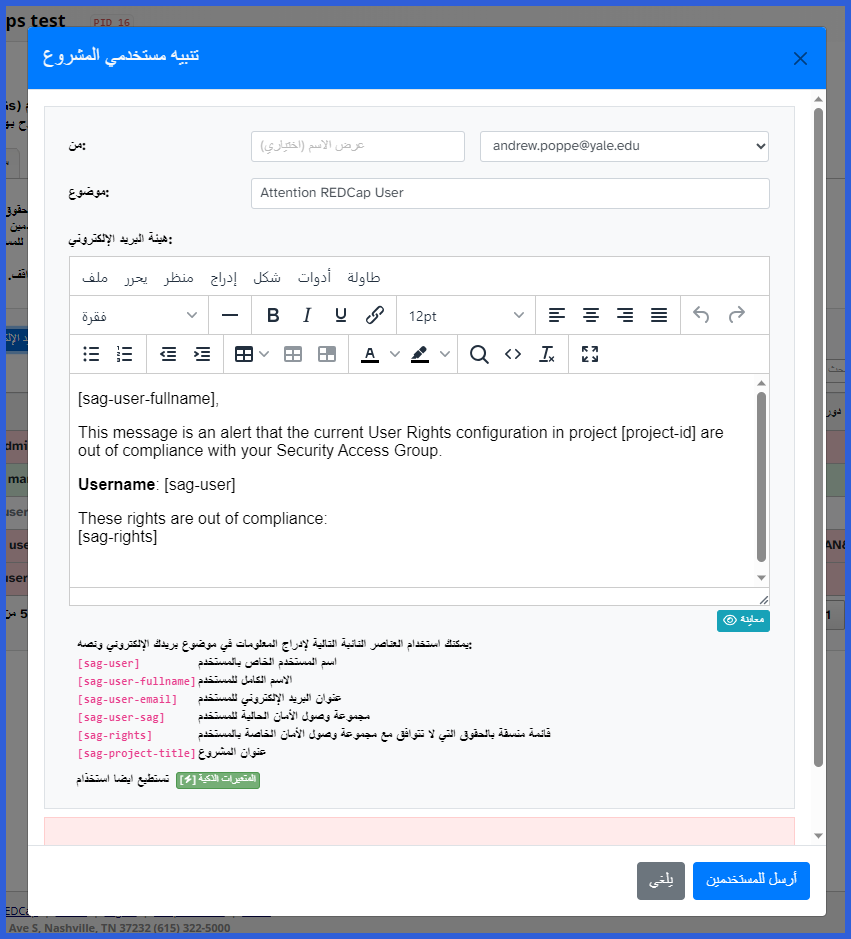 ps test PID 16
تنبيه مستخدمي المشروع
من:
عرض الاسم (اختياري)
andrew.poppe@yale.edu
موضوع:
Attention REDCap User
هيئة البريد الإلكتروني:
ملف يحرر منظر إدراج شكل أدوات طاولة
فقرة
B I U
12pt
A
[sag-user-fullname],
This message is an alert that the current User Rights configuration in project [project-id] are
out of compliance with your Security Access Group.
Username: [sag-user]
These rights are out of compliance:
[sag-rights]
معاينة
يمكنك استخدام العناصر النائبة التالية لإدراج المعلومات في موضوع بريدك الإلكتروني ونصه:
[sag-user] اسم المستخدم الخاص بالمستخدم
[sag-user-fullname] الاسم الكامل للمستخدم
[sag-user-email] عنوان البريد الإلكتروني للمستخدم
[sag-user-sag] مجموعة وصول الأمان الحالية للمستخدم
[sag-rights] قائمة منسقة بالحقوق التي لا تتوافق مع مجموعة وصول الأمان الخاصة بالمستخدم
[sag-project-title] عنوان المشروع
تستطيع ايضا استخدام المتغيرات الذكية [⚡]
يلغي
أرسل للمستخدمين
Ave S, Nashville, TN 37232 (615) 322-5000